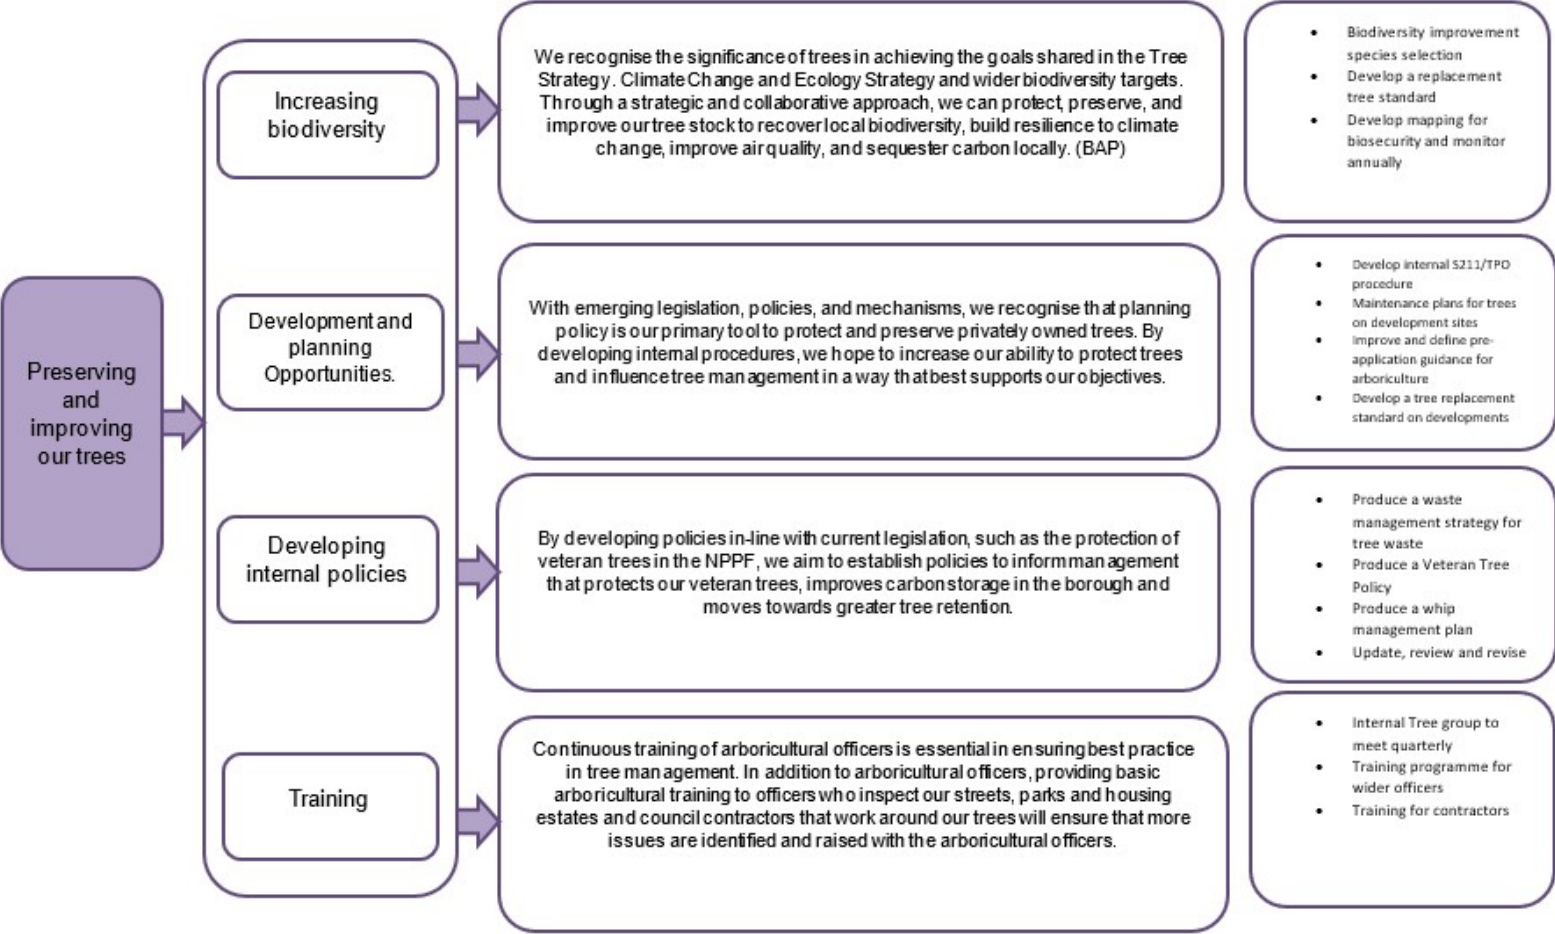 Preserving
and
improving
our trees
Increasing
biodiversity
We recognise the significance of trees in achieving the goals shared in the Tree
Strategy. Climate Change and Ecology Strategy and wider biodiversity targets.
Through a strategic and collaborative approach, we can protect, preserve, and
improve our tree stock to recover local biodiversity, build resilience to climate
change, improve air quality, and sequester carbon locally. (BAP)
• Biodiversity improvement
species selection
• Develop a replacement
tree standard
• Develop mapping for
biosecurity and monitor
annually
Development and
planning
Opportunities.
With emerging legislation, policies, and mechanisms, we recognise that planning
policy is our primary tool to protect and preserve privately owned trees. By
developing internal procedures, we hope to increase our ability to protect trees
and influence tree management in a way that best supports our objectives.
• Develop internal S211/TPO
procedure
• Maintenance plans for trees
on development sites
• Improve and define pre-
application guidance for
arboriculture
• Develop a tree replacement
standard on developments
Developing
internal policies
By developing policies in-line with current legislation, such as the protection of
veteran trees in the NPPF, we aim to establish policies to inform management
that protects our veteran trees, improves carbon storage in the borough and
moves towards greater tree retention.
• Produce a waste
management strategy for
tree waste
• Produce a Veteran Tree
Policy
• Produce a whip
management plan
• Update, review and revise
Training
Continuous training of arboricultural officers is essential in ensuring best practice
in tree management. In addition to arboricultural officers, providing basic
arboricultural training to officers who inspect our streets, parks and housing
estates and council contractors that work around our trees will ensure that more
issues are identified and raised with the arboricultural officers.
• Internal Tree group to
meet quarterly
• Training programme for
wider officers
• Training for contractors